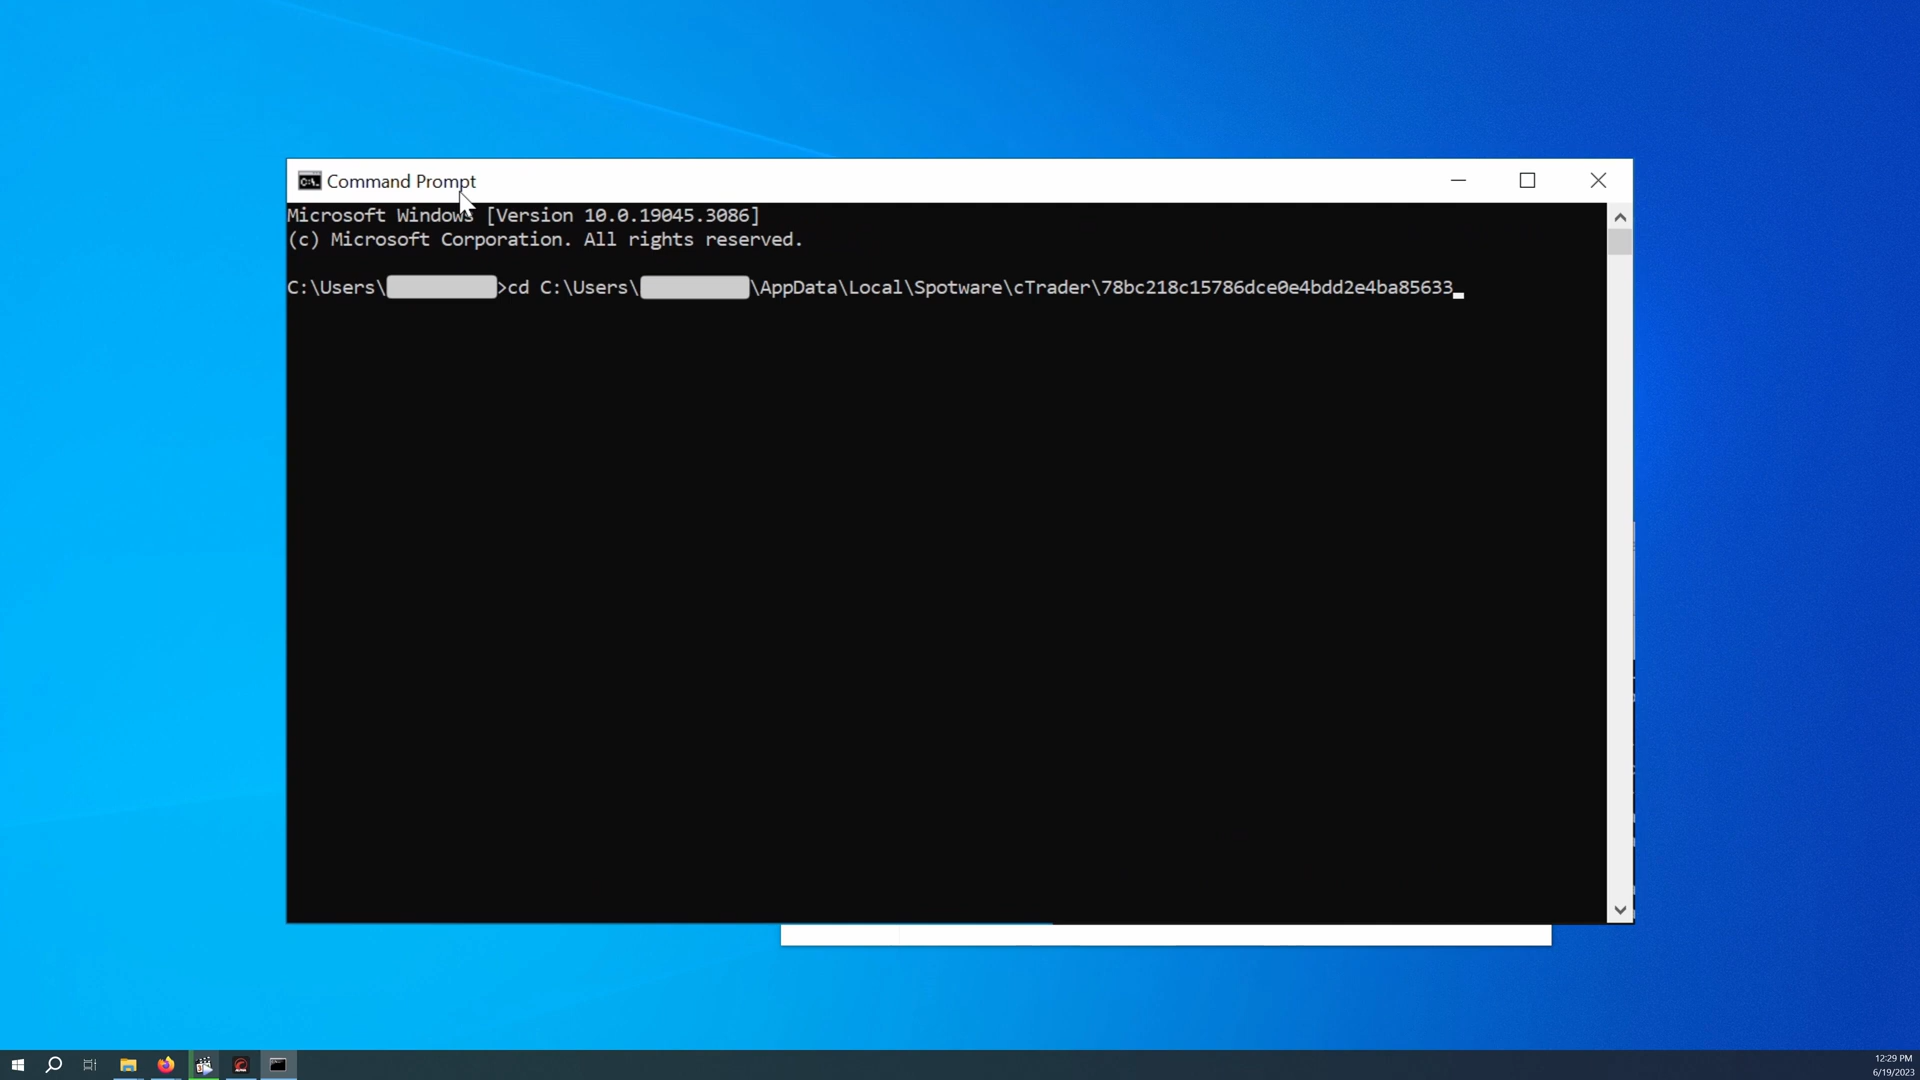 Command Prompt
Microsoft Windows [Version 10.0.19045.3086]
(c) Microsoft Corporation. All rights reserved.
C:\Users\ >cd C:\Users\ \AppData\Local\Spotware\cTrader\78bc218c15786dce0e4bdd2e4ba85633_
12:29 PM
6/19/2023